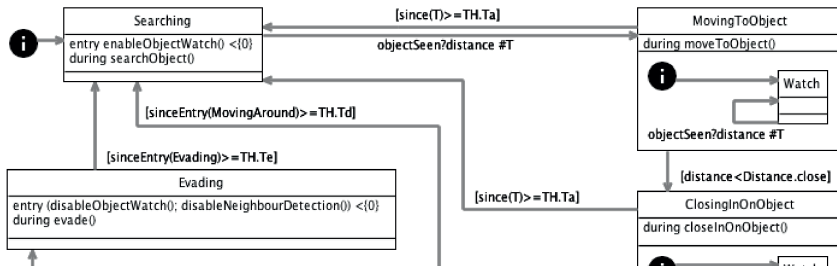 [since(T)>=TH.Ta]
Searching
MovingToObject
entry enableObjectWatch() <{0}
during searchObject()
i
objectSeen?distance #T
during moveToObject()
i
Watch
[sinceEntry(MovingAround)>=TH.Td]
objectSeen?distance #T
[sinceEntry(Evading)>=TH.Te]
Evading
[distance<Distance.close]
entry (disableObjectWatch(); disableNeighbourDetection()) <{0}
during evade()
[since(T)>=TH.Ta]
ClosingInOnObject
during closeInOnObject()
Watch